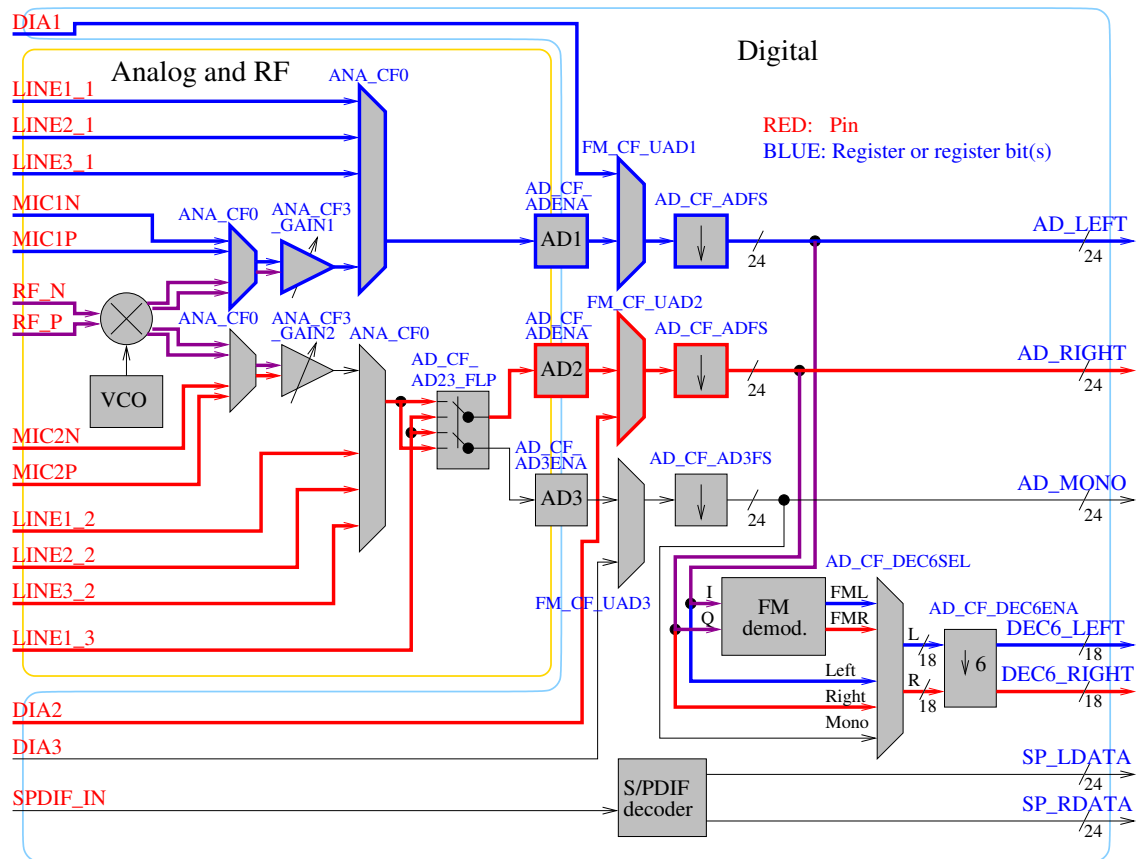 DIA1
Analog and RF
Digital
LINE1_1
ANA_CF0
LINE2_1
RED: Pin
BLUE: Register or register bit(s)
FM_CF_UAD1
LINE3_1
MIC1N
ANA_CF0
ANA_CF3
_GAIN1
AD_CF_
ADENA
AD_CF_ADFS
MIC1P
AD1
24
AD_LEFT
24
RF_N
RF_P
ANA_CF0
ANA_CF3
_GAIN2
ANA_CF0
FM_CF_UAD2
AD_CF_
ADENA
AD_CF_ADFS
AD_CF_
AD23_FLP
AD2
24
AD_RIGHT
24
VCO
MIC2N
MIC2P
AD_CF_
AD3ENA
AD_CF_AD3FS
AD3
24
AD_MONO
24
LINE1_2
LINE2_2
LINE3_2
LINE1_3
FM_CF_UAD3
AD_CF_DEC6SEL
I
Q
FM
demod.
FML
FMR
AD_CF_DEC6ENA
L
18
6
DEC6_LEFT
18
Left
Right
Mono
R
18
DEC6_RIGHT
18
DIA2
DIA3
SPDIF_IN
S/PDIF
decoder
SP_LDATA
24
SP_RDATA
24